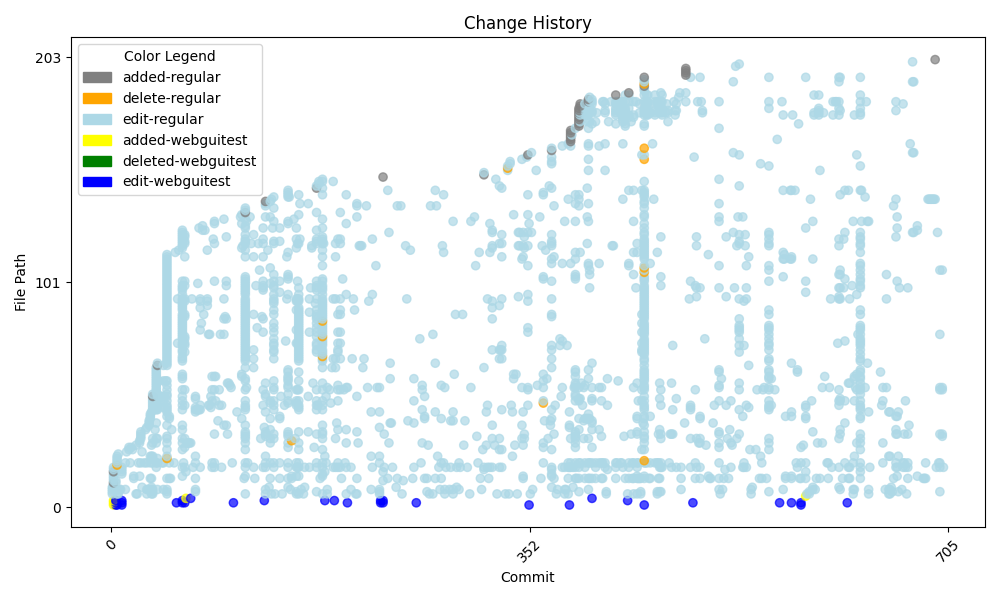 Change History
Color Legend
added-regular
delete-regular
edit-regular
added-webguitest
deleted-webguitest
edit-webguitest
File Path
203
101
0
0
352
705
Commit